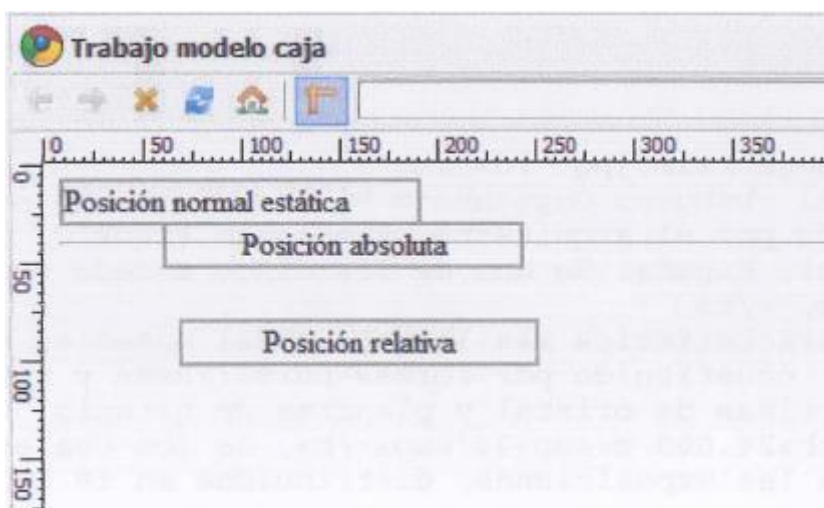 Trabajo modelo caja
0 50 100 150 200 250 300 350
0
Posición normal estática
Posición absoluta
50
Posición relativa
100
150